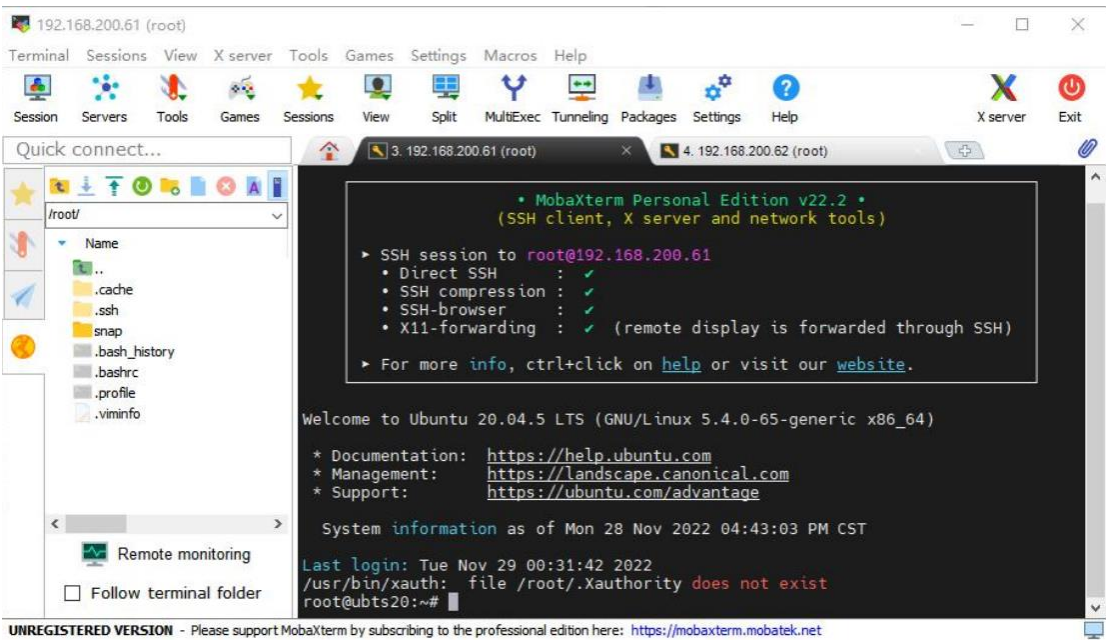 192.168.200.61 (root)
Terminal Sessions View X server Tools Games Settings Macros Help
Session Servers Tools Games Sessions View Split MultiExec Tunneling Packages Settings Help X server Exit
Quick connect...
3. 192.168.200.61 (root)
4. 192.168.200.62 (root)
/root/
Name
..
.cache
.ssh
snap
.bash_history
.bashrc
.profile
.viminfo
Remote monitoring
Follow terminal folder
• MobaXterm Personal Edition v22.2 •
(SSH client, X server and network tools)
► SSH session to root@192.168.200.61
• Direct SSH : ✔
• SSH compression : ✔
• SSH-browser : ✔
• X11-forwarding : ✔ (remote display is forwarded through SSH)
► For more info, ctrl+click on help or visit our website.
Welcome to Ubuntu 20.04.5 LTS (GNU/Linux 5.4.0-65-generic x86_64)
* Documentation: https://help.ubuntu.com
* Management: https://landscape.canonical.com
* Support: https://ubuntu.com/advantage
System information as of Mon 28 Nov 2022 04:43:03 PM CST
Last login: Tue Nov 29 00:31:42 2022
/usr/bin/xauth: file /root/.Xauthority does not exist
root@ubts20:~#
UNREGISTERED VERSION - Please support MobaXterm by subscribing to the professional edition here: https://mobaxterm.mobatek.net